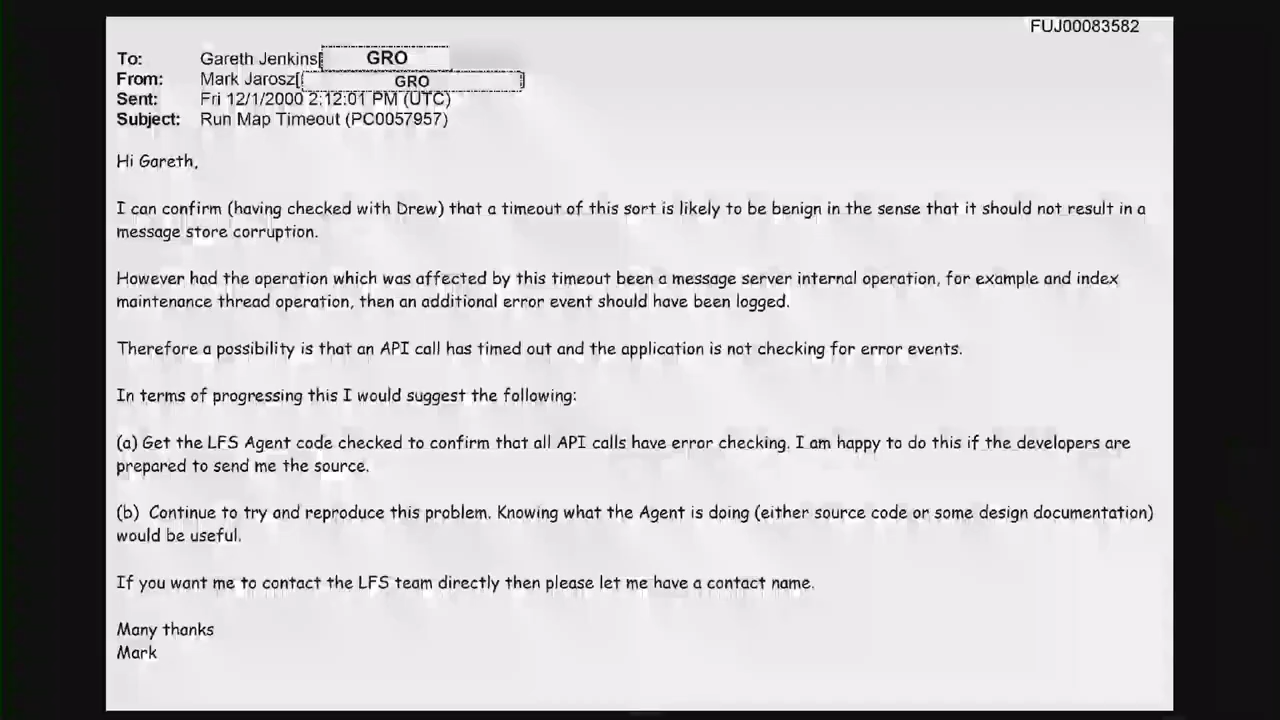 FUJ00083582
To: Gareth Jenkins[ GRO
From: Mark Jarosz[ GRO ]
Sent: Fri 12/1/2000 2:12:01 PM (UTC)
Subject: Run Map Timeout (PC0057957)
Hi Gareth,
I can confirm (having checked with Drew) that a timeout of this sort is likely to be benign in the sense that it should not result in a
message store corruption.
However had the operation which was affected by this timeout been a message server internal operation, for example and index
maintenance thread operation, then an additional error event should have been logged.
Therefore a possibility is that an API call has timed out and the application is not checking for error events.
In terms of progressing this I would suggest the following:
(a) Get the LFS Agent code checked to confirm that all API calls have error checking. I am happy to do this if the developers are
prepared to send me the source.
(b) Continue to try and reproduce this problem. Knowing what the Agent is doing (either source code or some design documentation)
would be useful.
If you want me to contact the LFS team directly then please let me have a contact name.
Many thanks
Mark